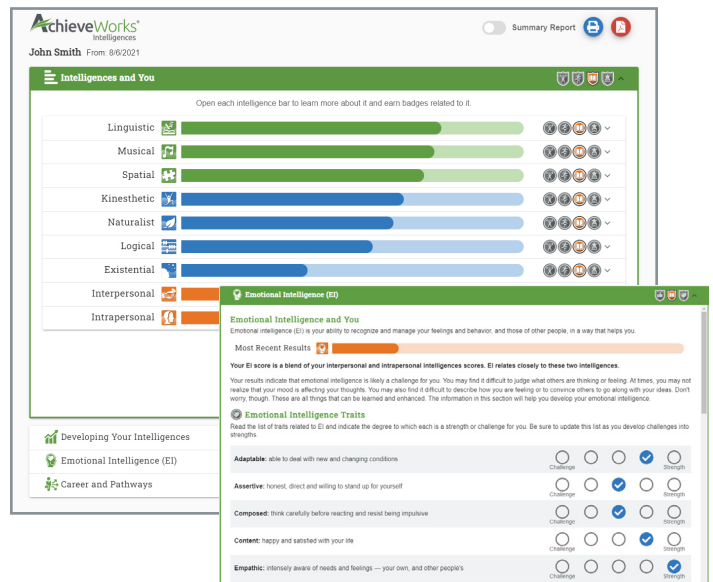 AchieveWorks®
Intelligences
Summary Report
John Smith From: 8/6/2021
Intelligences and You
Open each intelligence bar to learn more about it and earn badges related to it.
Linguistic
Musical
Spatial
Kinesthetic
Naturalist
Logical
Existential
Interpersonal
Intrapersonal
Developing Your Intelligences
Emotional Intelligence (EI)
Career and Pathways
Emotional Intelligence (EI)
Emotional Intelligence and You
Emotional intelligence (EI) is your ability to recognize and manage your feelings and behavior, and those of other people, in a way that helps you.
Most Recent Results
Your EI score is a blend of your interpersonal and intrapersonal intelligences scores. EI relates closely to these two intelligences.
Your results indicate that emotional intelligence is likely a challenge for you. You may find it difficult to judge what others are thinking or feeling. At times, you may not
realize that your mood is affecting your thoughts. You may also find it difficult to describe how you are feeling or to convince others to go along with your ideas. Don't
worry, though. These are all things that can be learned and enhanced. The information in this section will help you develop your emotional intelligence.
Emotional Intelligence Traits
Read the list of traits related to EI and indicate the degree to which each is a strength or challenge for you. Be sure to update this list as you develop challenges into
strengths.
Adaptable: able to deal with new and changing conditions
Challenge Strength
Assertive: honest, direct and willing to stand up for yourself
Challenge Strength
Composed: think carefully before reacting and resist being impulsive
Challenge Strength
Content: happy and satisfied with your life
Challenge Strength
Empathic: intensely aware of needs and feelings — your own, and other people's
Challenge Strength